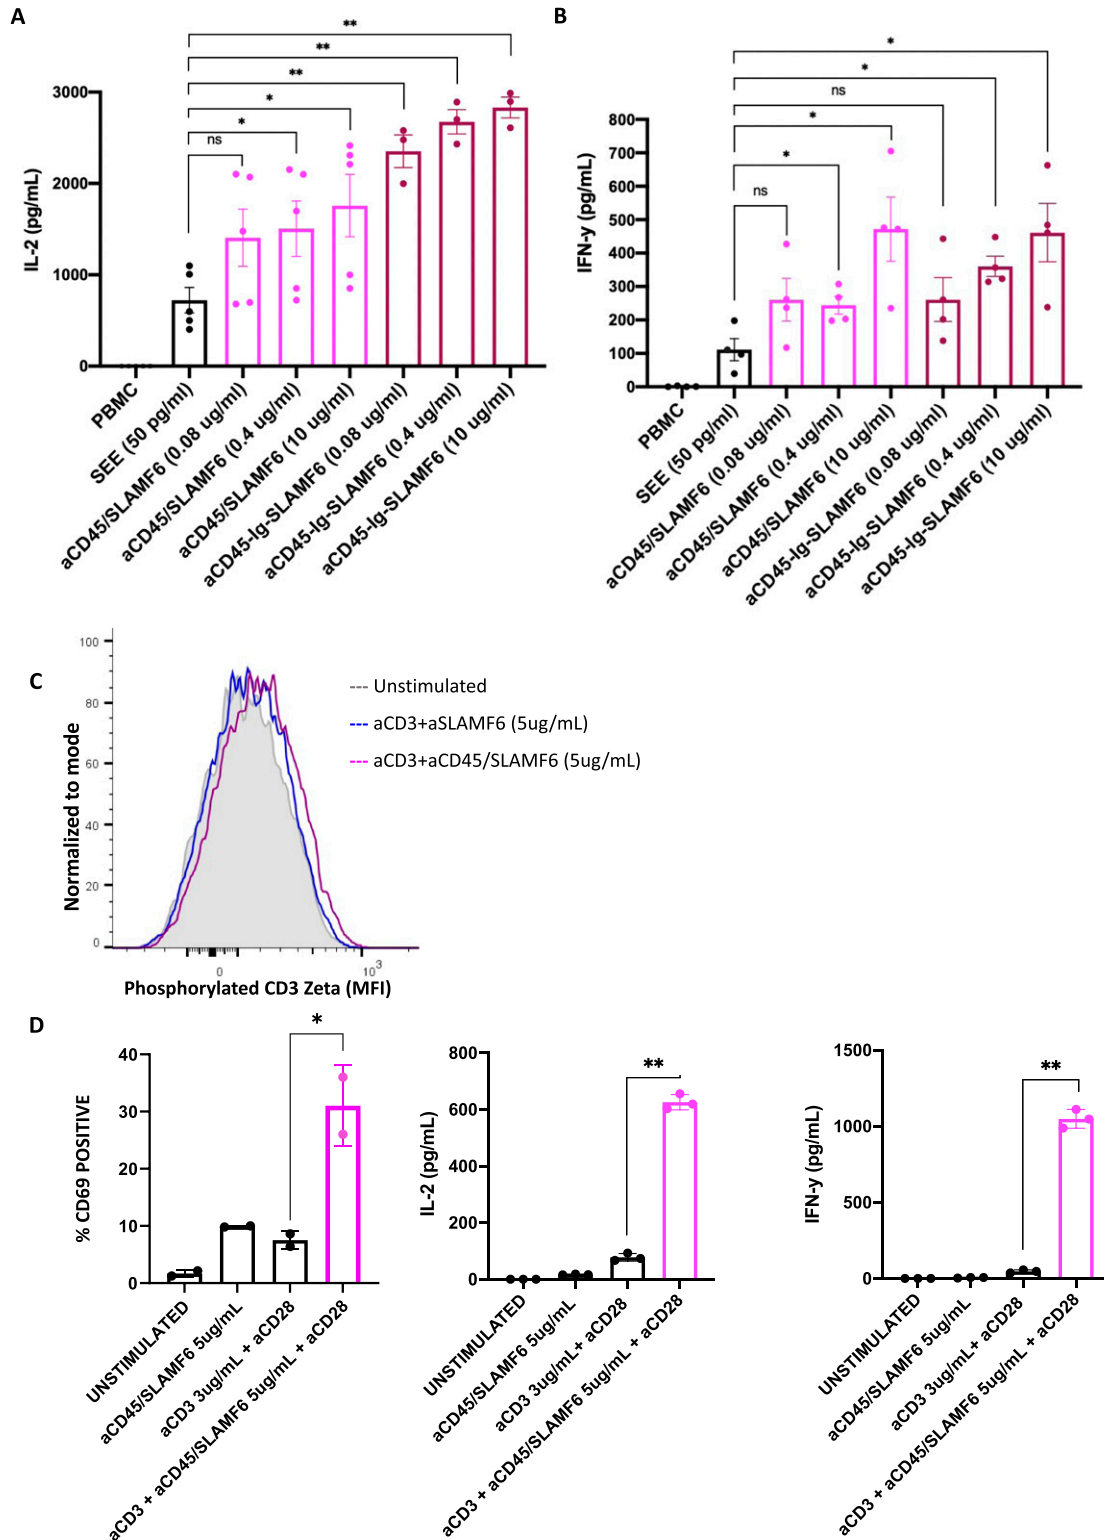 A
B
**
**
**
*
*
ns
3000
2000
1000
0
IL-2 (pg/mL)
PBMC
SEE (50 pg/ml)
aCD45/SLAMF6 (0.08 ug/ml)
aCD45/SLAMF6 (0.4 ug/ml)
aCD45/SLAMF6 (10 ug/ml)
aCD45-Ig-SLAMF6 (0.08 ug/ml)
aCD45-Ig-SLAMF6 (0.4 ug/ml)
aCD45-Ig-SLAMF6 (10 ug/ml)
*
*
ns
*
*
ns
800
700
600
500
400
300
200
100
0
IFN-y (pg/mL)
PBMC
SEE (50 pg/ml)
aCD45/SLAMF6 (0.08 ug/ml)
aCD45/SLAMF6 (0.4 ug/ml)
aCD45/SLAMF6 (10 ug/ml)
aCD45-Ig-SLAMF6 (0.08 ug/ml)
aCD45-Ig-SLAMF6 (0.4 ug/ml)
aCD45-Ig-SLAMF6 (10 ug/ml)
C
100
80
60
40
20
0
Normalized to mode
0
10³
Phosphorylated CD3 Zeta (MFI)
Unstimulated
aCD3+aSLAMF6 (5ug/mL)
aCD3+aCD45/SLAMF6 (5ug/mL)
D
*
40
30
20
10
0
% CD69 POSITIVE
UNSTIMULATED
aCD45/SLAMF6 5ug/mL
aCD3 3ug/mL + aCD28
aCD3 + aCD45/SLAMF6 5ug/mL + aCD28
**
800
600
400
200
0
IL-2 (pg/mL)
UNSTIMULATED
aCD45/SLAMF6 5ug/mL
aCD3 3ug/mL + aCD28
aCD3 + aCD45/SLAMF6 5ug/mL + aCD28
**
1500
1000
500
0
IFN-y (pg/mL)
UNSTIMULATED
aCD45/SLAMF6 5ug/mL
aCD3 3ug/mL + aCD28
aCD3 + aCD45/SLAMF6 5ug/mL + aCD28